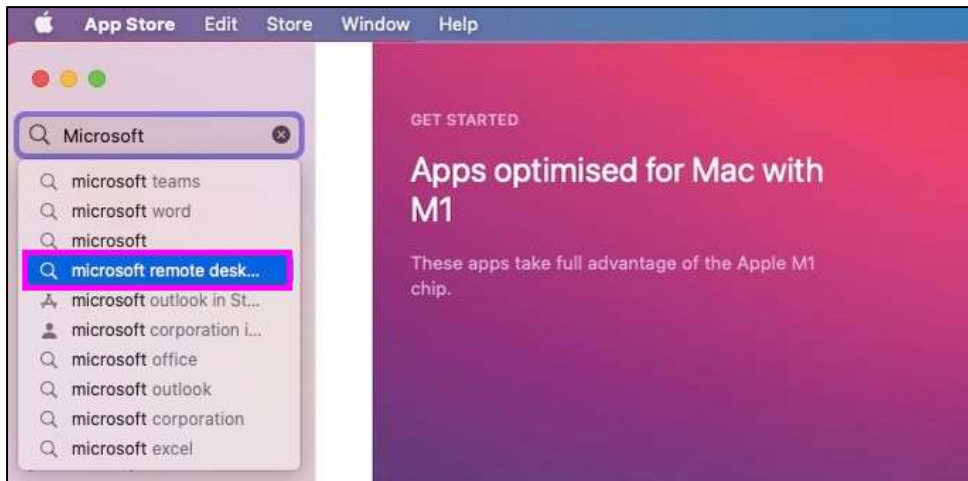 App Store Edit Store Window Help
Microsoft
microsoft teams
microsoft word
microsoft
microsoft remote desk...
microsoft outlook in St...
microsoft corporation i...
microsoft office
microsoft outlook
microsoft corporation
microsoft excel
GET STARTED
Apps optimised for Mac with
M1
These apps take full advantage of the Apple M1
chip.